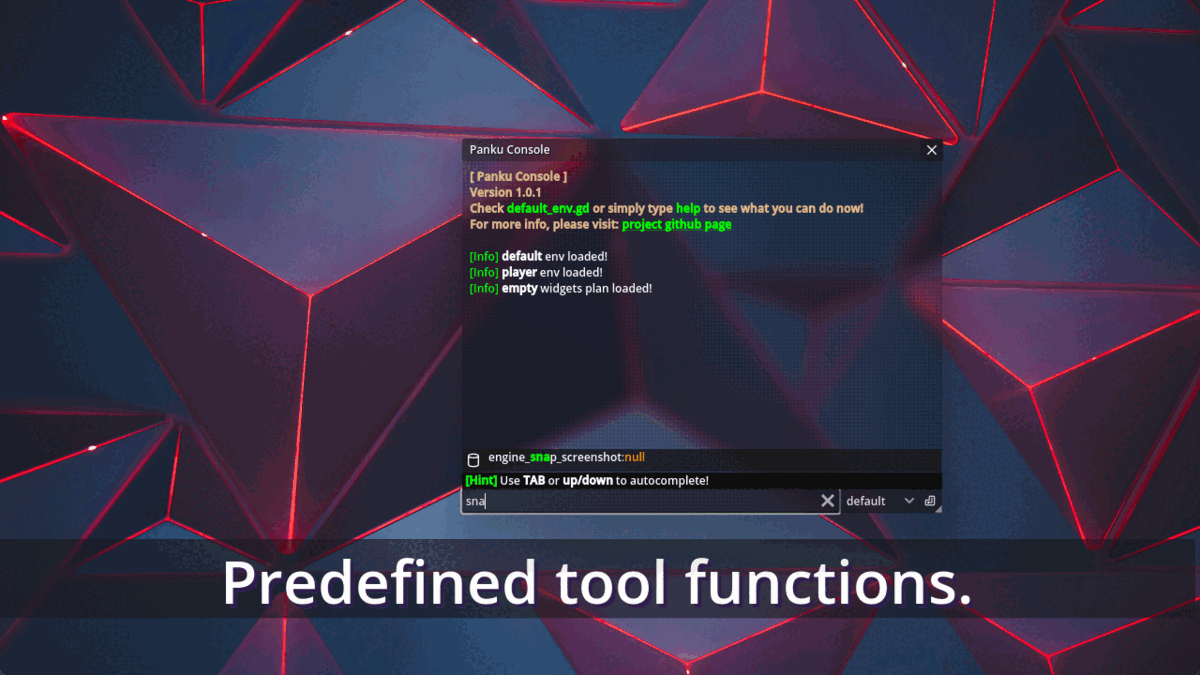 Panku Console
[ Panku Console ]
Version 1.0.1
Check default_env.gd or simply type help to see what you can do now!
For more info, please visit: project github page
[Info] default env loaded!
[Info] player env loaded!
[Info] empty widgets plan loaded!
engine_snap_screenshot:null
[Hint] Use TAB or up/down to autocomplete!
sna default
Predefined tool functions.